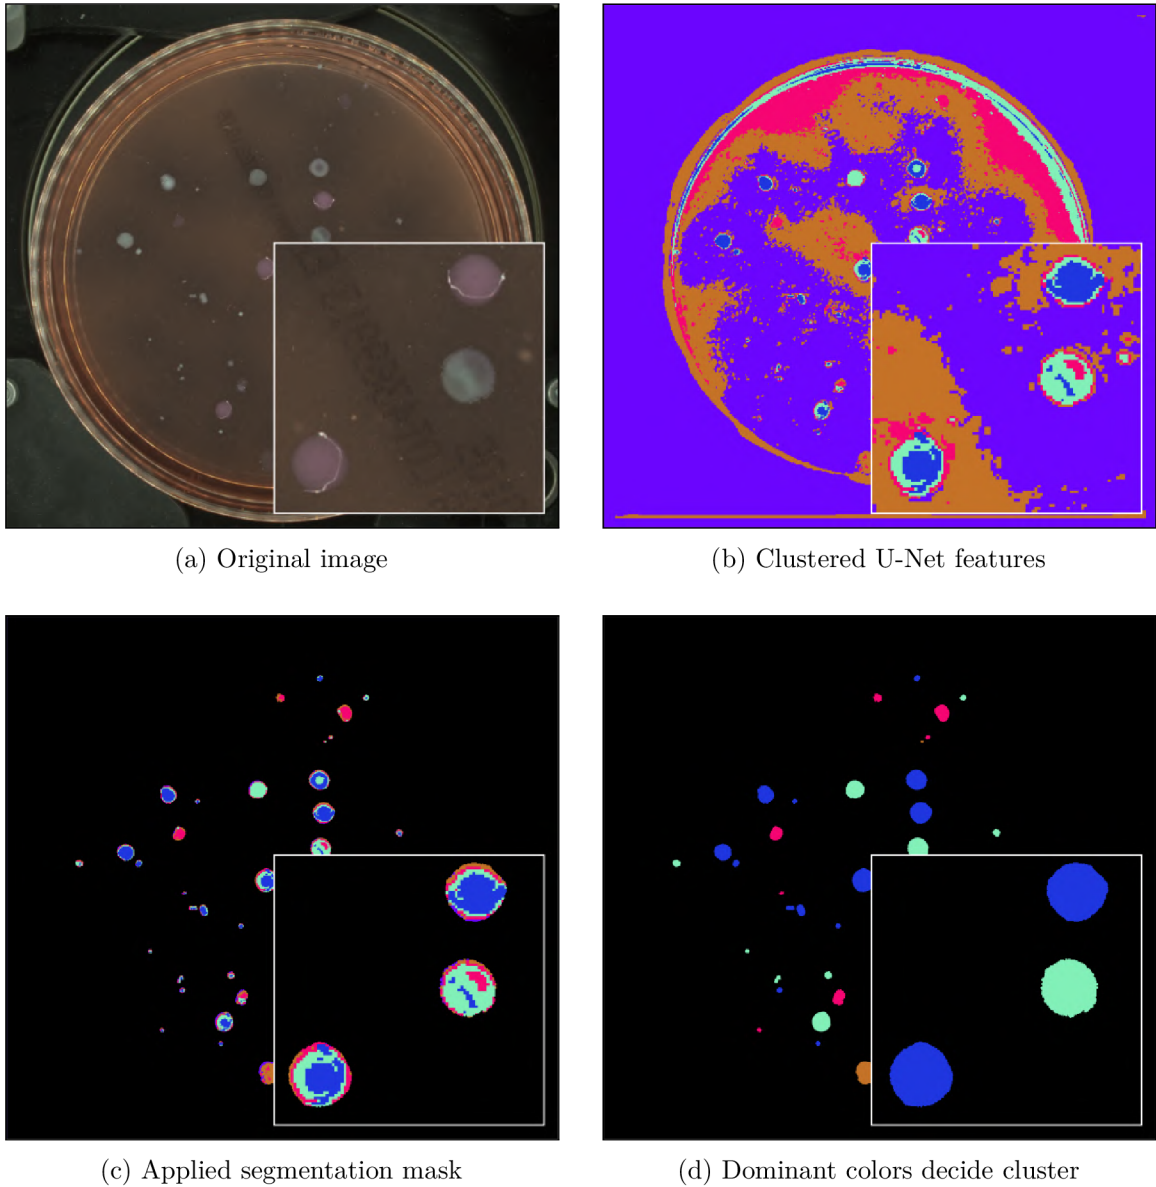 (a) Original image
(b) Clustered U-Net features
(c) Applied segmentation mask
(d) Dominant colors decide cluster